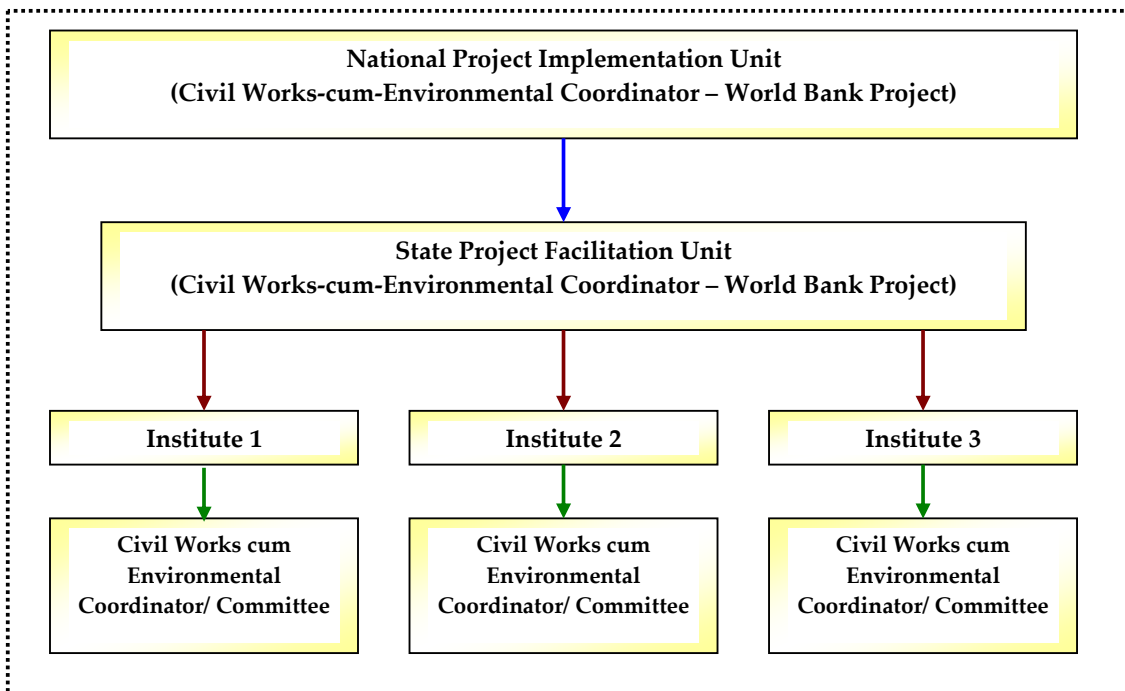 National Project Implementation Unit
(Civil Works-cum-Environmental Coordinator – World Bank Project)
State Project Facilitation Unit
(Civil Works-cum-Environmental Coordinator – World Bank Project)
Institute 1
Institute 2
Institute 3
Civil Works cum
Environmental
Coordinator/ Committee
Civil Works cum
Environmental
Coordinator/ Committee
Civil Works cum
Environmental
Coordinator/ Committee